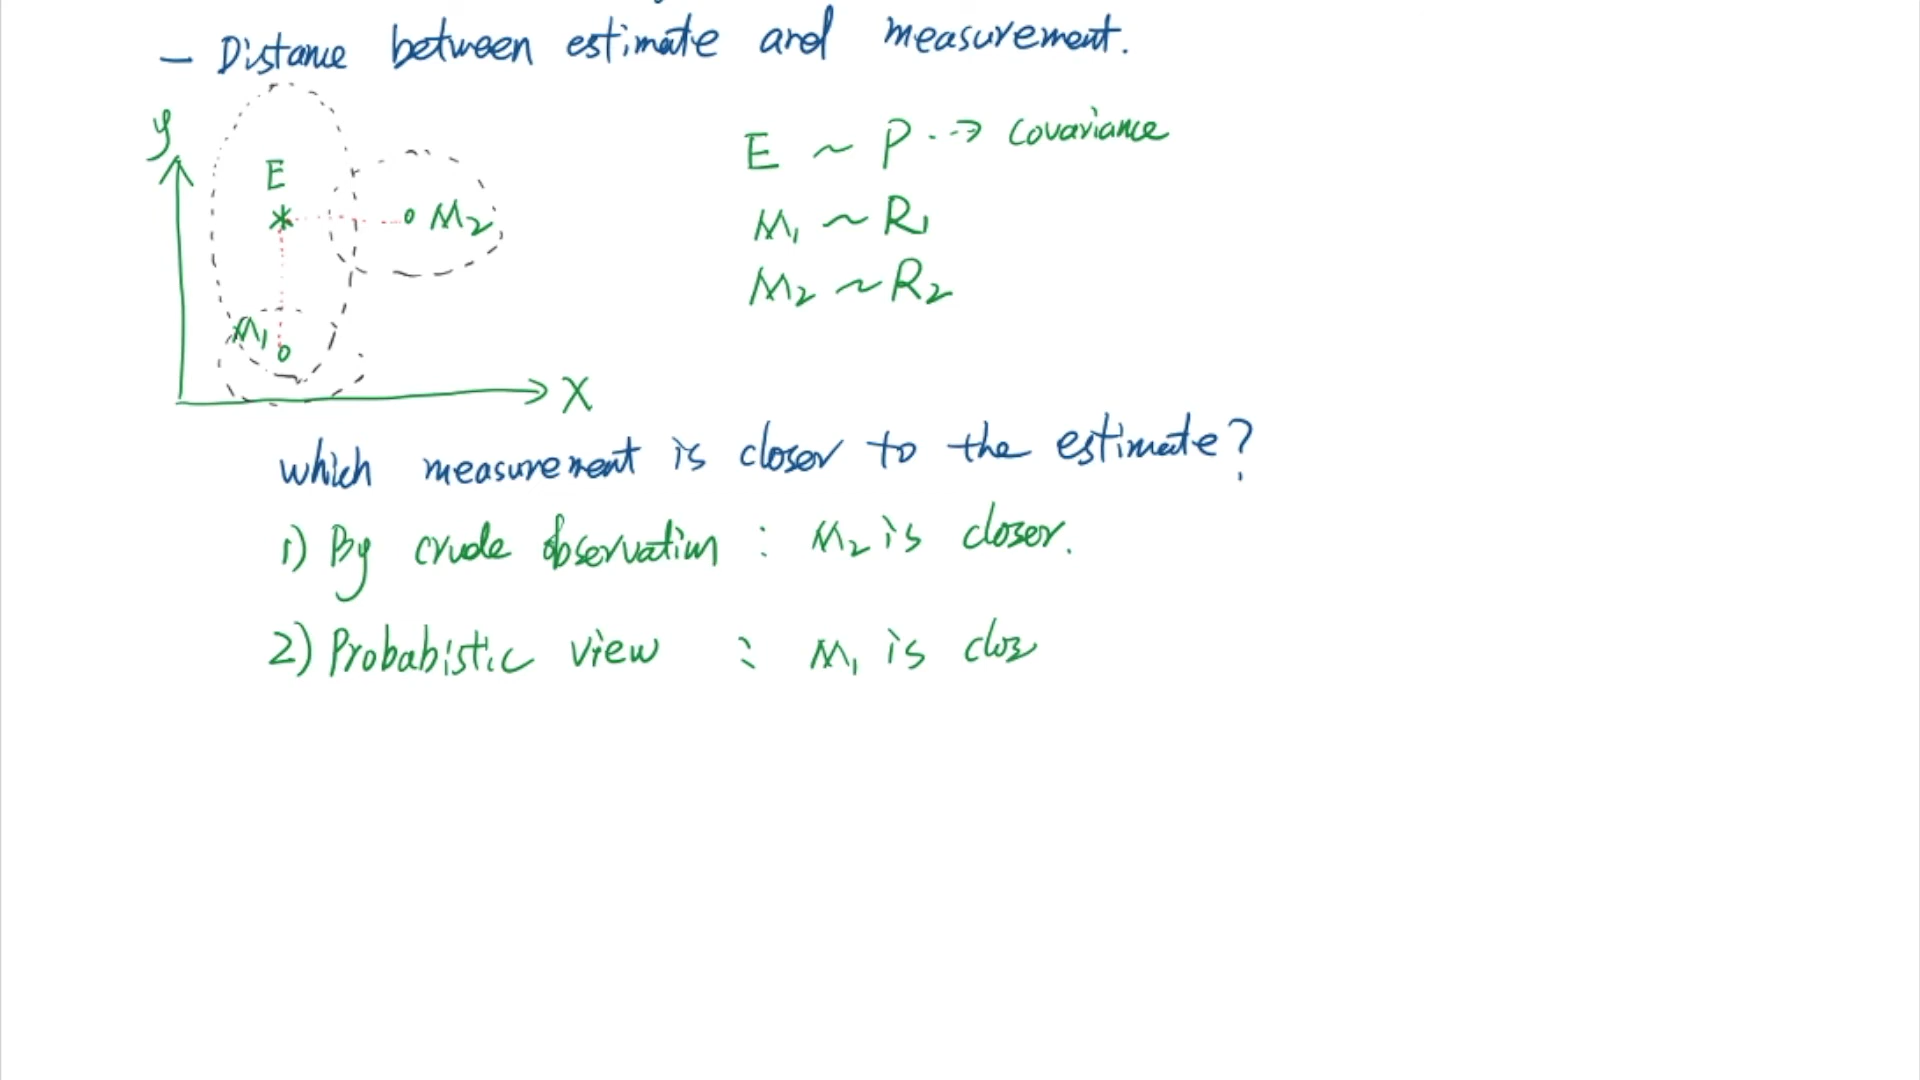 – Distance between estimate and measurement.
y
E
* o M₂
M₁ o
X
E ~ P --> covariance
M₁ ~ R₁
M₂ ~ R₂
which measurement is closer to the estimate?
1) By crude observation : M₂ is closer.
2) Probabistic view : M₁ is clos